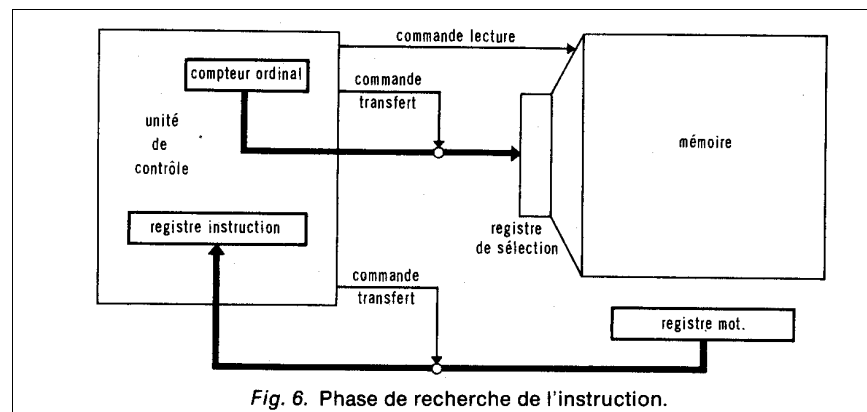 commande lecture
compteur ordinal
commande
transfert
unité
de
contrôle
mémoire
registre instruction
registre
de sélection
commande
transfert
registre mot.
Fig. 6. Phase de recherche de l'instruction.